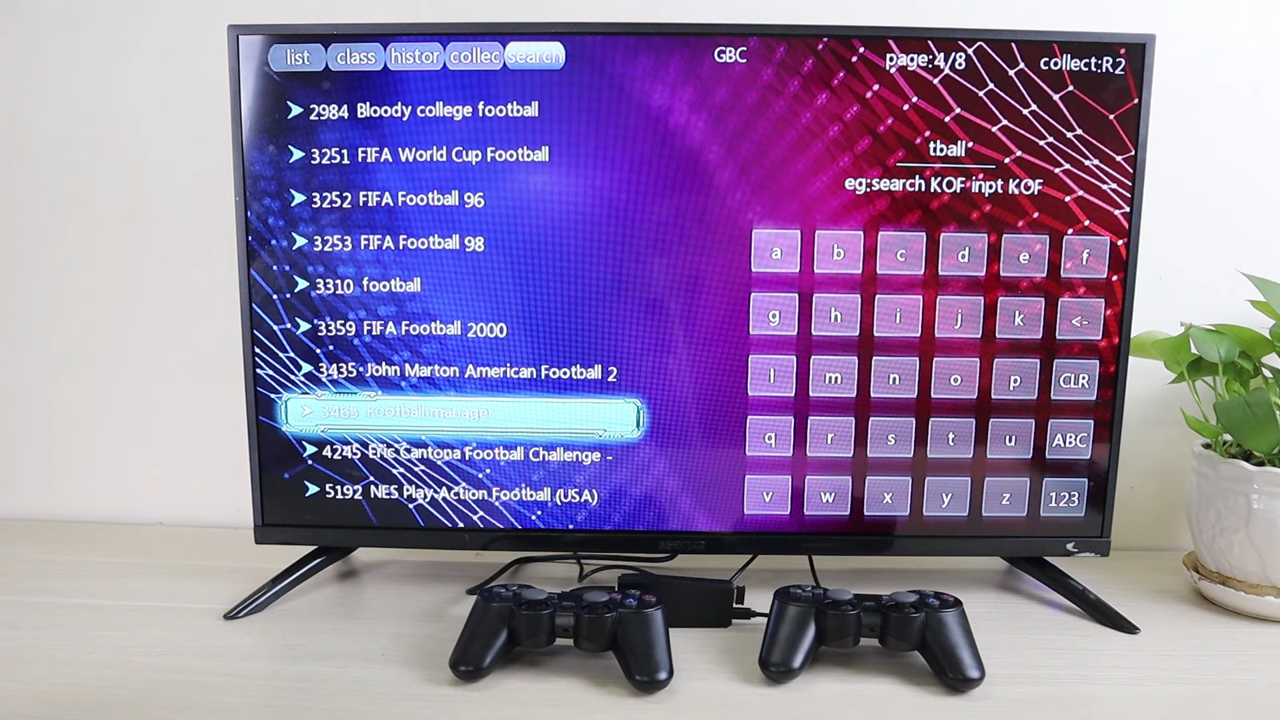 list class histor collec search GBC page:4/8 collect:R2
2984 Bloody college football
3251 FIFA World Cup Football
3252 FIFA Football 96
3253 FIFA Football 98
3310 football
3359 FIFA Football 2000
3435 John Marton American Football 2
3465 Football manager
4245 Eric Cantona Football Challenge -
5192 NES Play Action Football (USA)
tball
eg:search KOF inpt KOF
a b c d e f
g h i j k <-
l m n o p CLR
q r s t u ABC
v w x y z 123